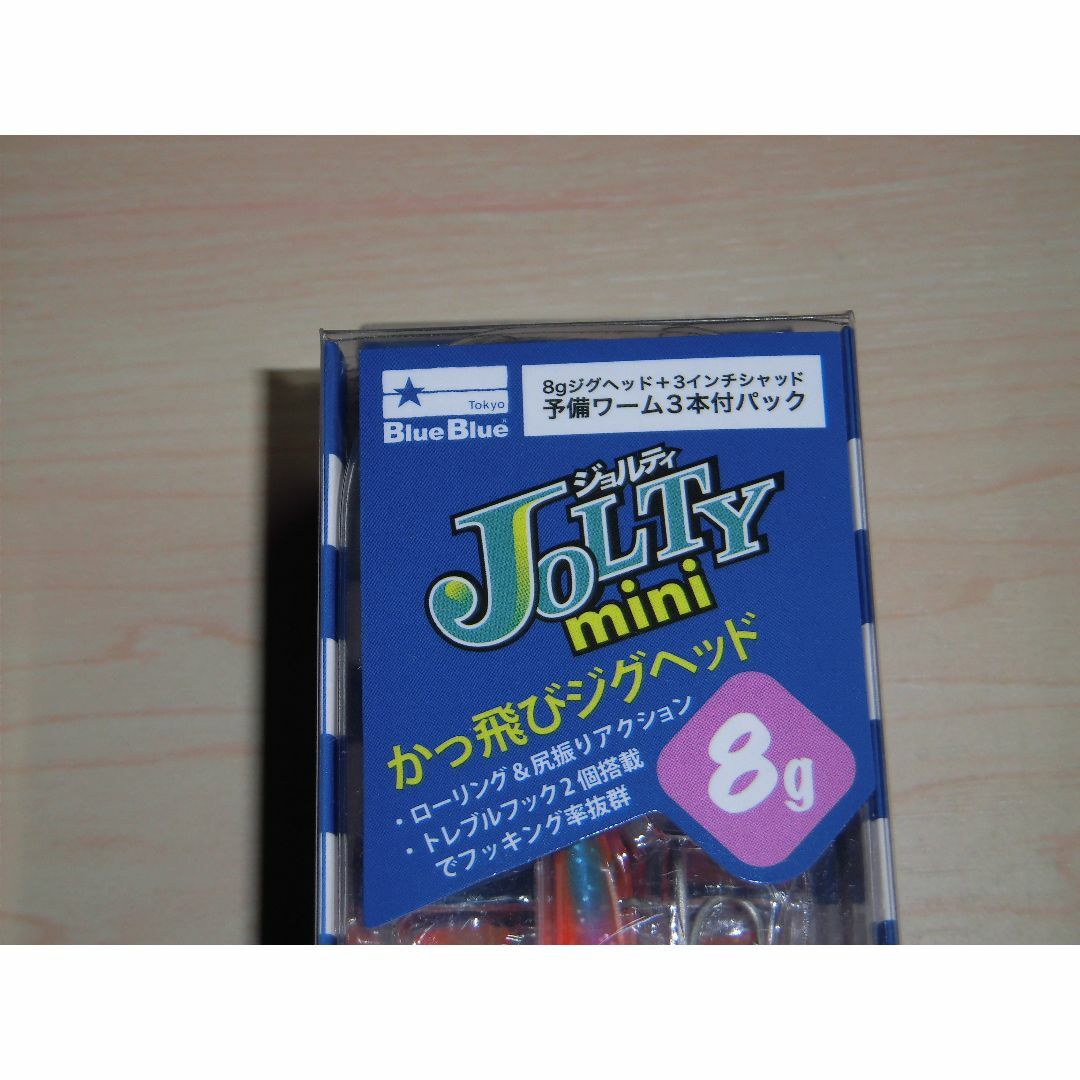 Tokyo
BlueBlue
8gジグヘッド+3インチシャッド
予備ワーム3本付パック
ジョルティ
JOLTY
mini
かっ飛びジグヘッド
・ローリング&尻振りアクション
・トレブルフック2個搭載
でフッキング率抜群
8g